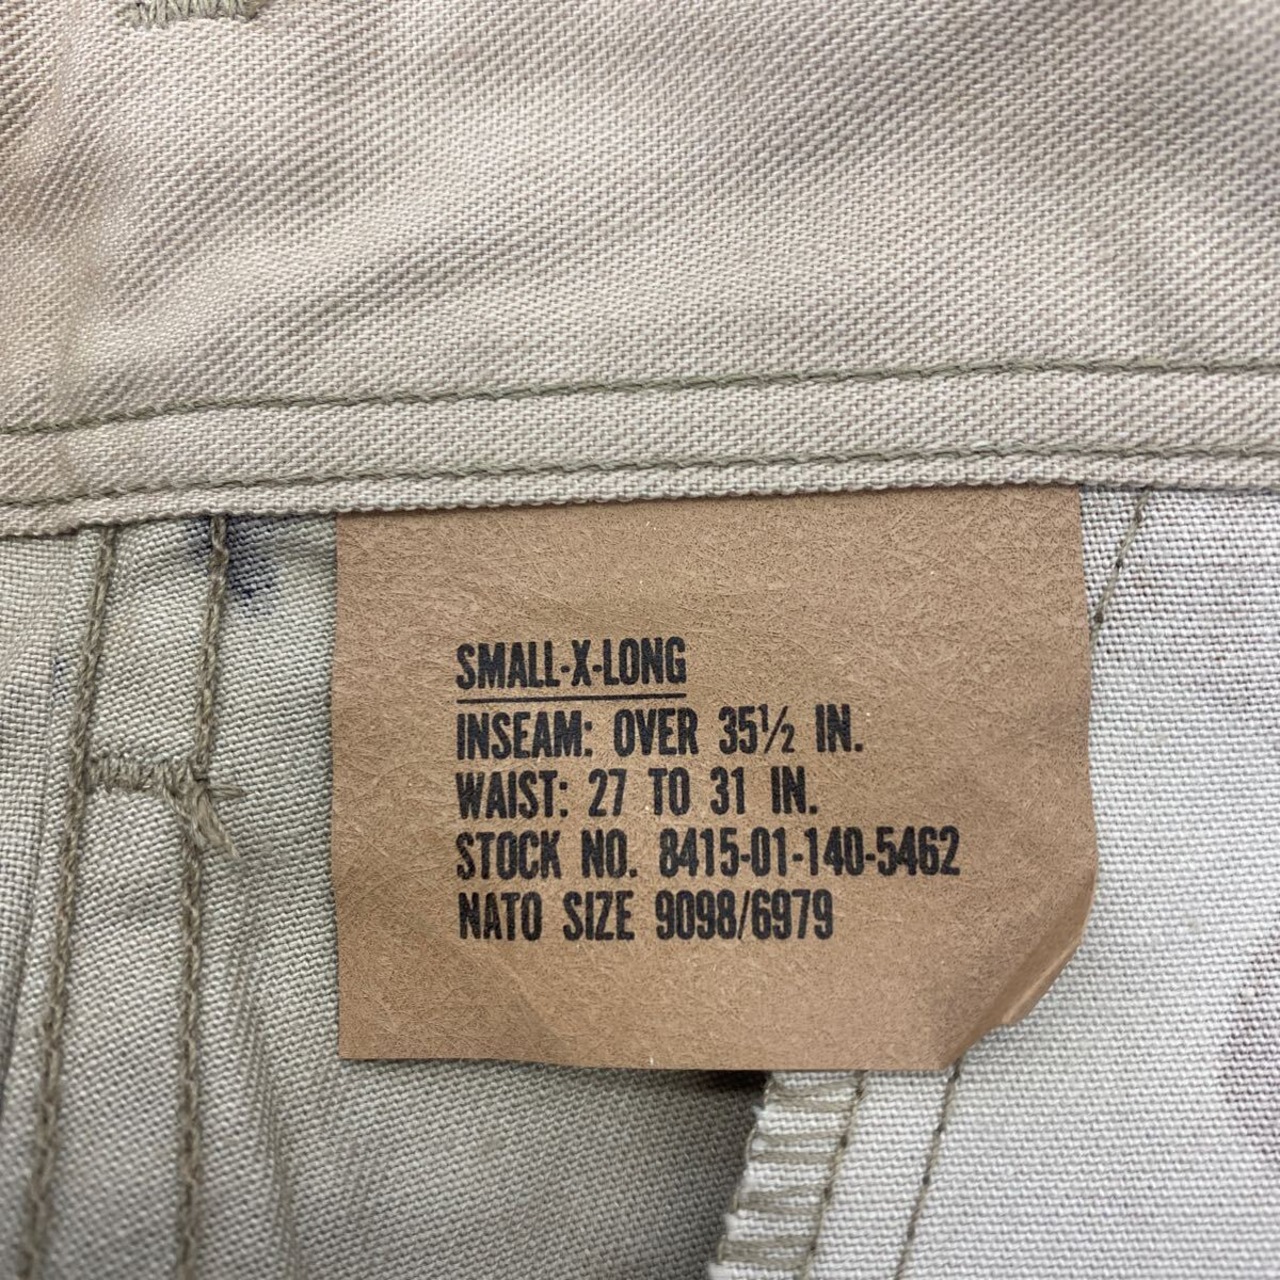 SMALL-X-LONG
INSEAM: OVER 35½ IN.
WAIST: 27 TO 31 IN.
STOCK NO. 8415-01-140-5462
NATO SIZE 9098/6979